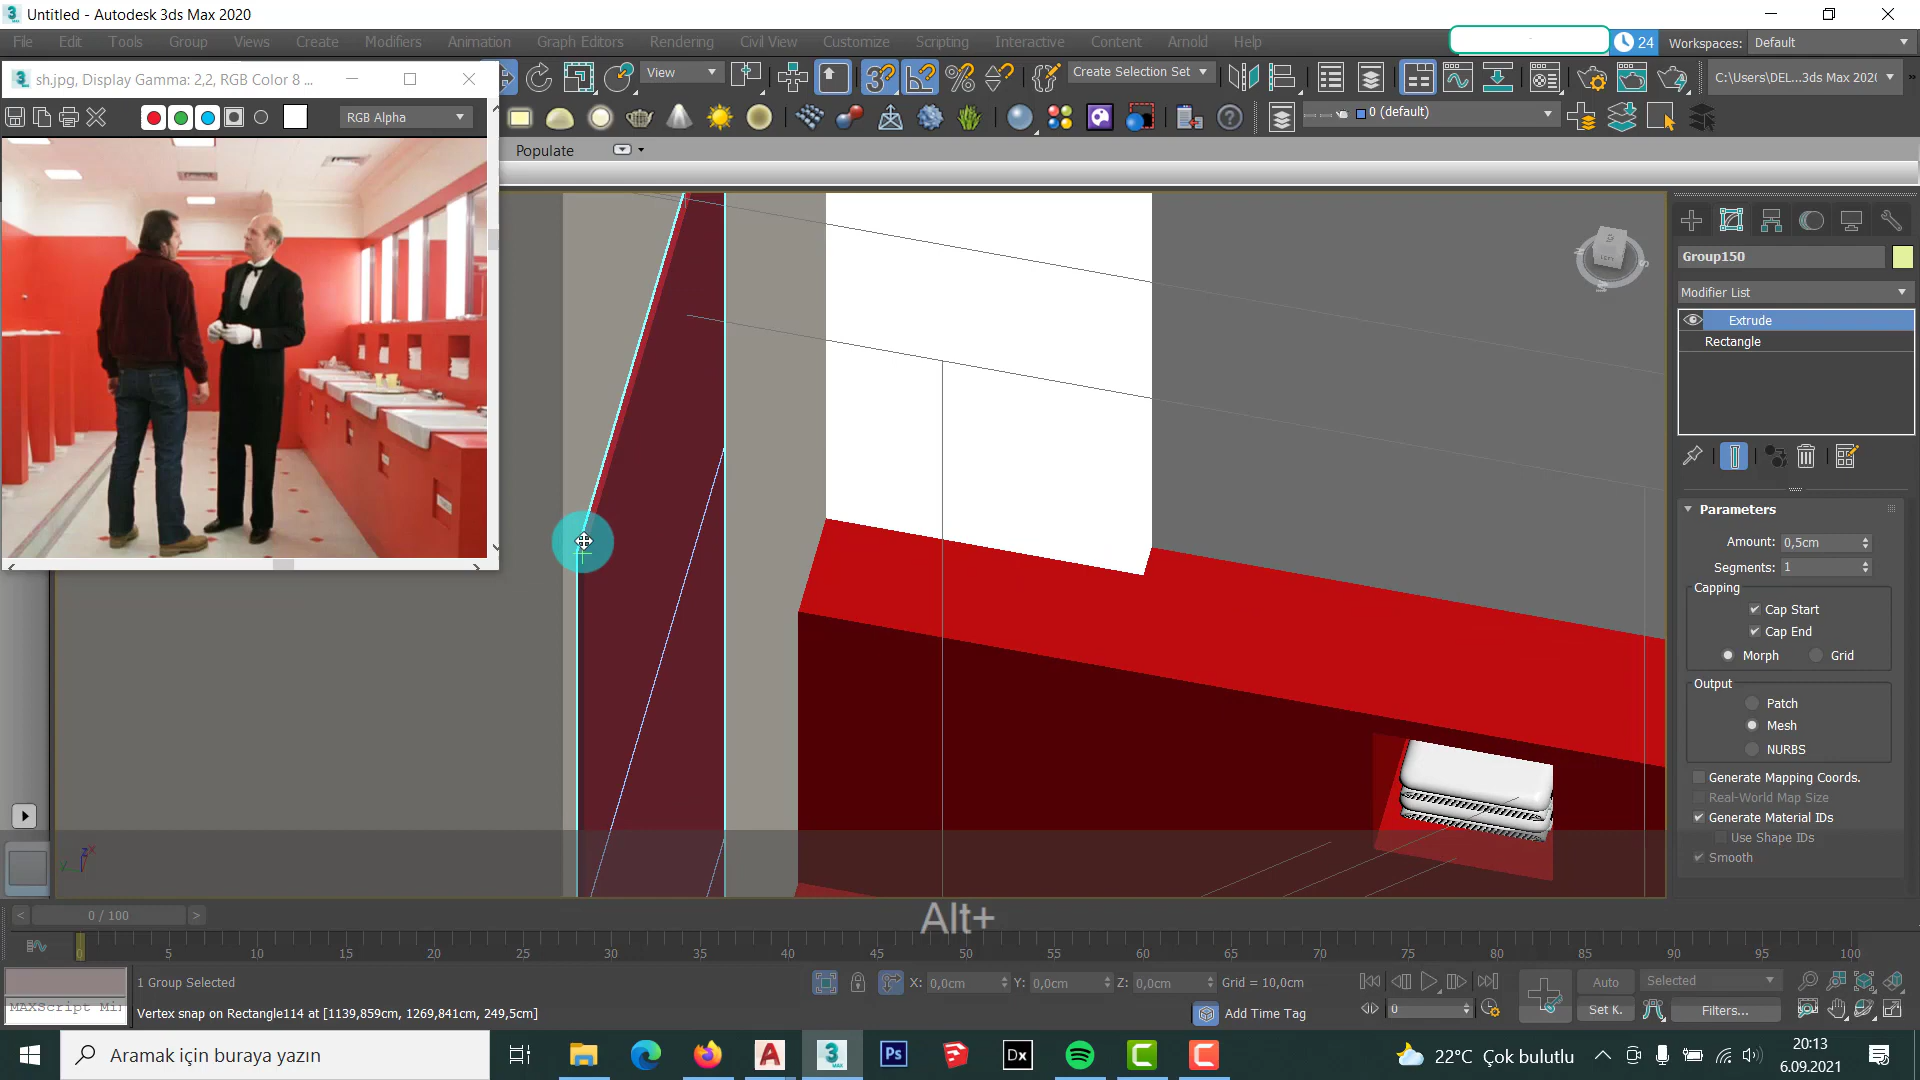 Untitled - Autodesk 3ds Max 2020
File Edit Tools Group Views Create Modifiers Animation Graph Editors Rendering Civil View Customize Scripting Interactive Content Arnold Help
24 Workspaces: Default
sh.jpg, Display Gamma: 2,2, RGB Color 8 ...
View
Create Selection Set
C:\Users\DEL...3ds Max 202(
RGB Alpha
0 (default)
Populate
Group150
Modifier List
Extrude
Rectangle
Parameters
Amount: 0,5cm
Segments: 1
Capping
Cap Start
Cap End
Morph Grid
Output
Patch
Mesh
NURBS
Generate Mapping Coords.
Real-World Map Size
Generate Material IDs
Use Shape IDs
Smooth
z x
y
Alt+
< 0 / 100 >
0 5 10 15 20 25 30 35 40 45 50 55 60 65 70 75 80 85 90 95 100
1 Group Selected
X: 0,0cm Y: 0,0cm Z: 0,0cm Grid = 10,0cm
Auto Selected
MAXScript Mi
Vertex snap on Rectangle114 at [1139,859cm, 1269,841cm, 249,5cm]
Add Time Tag
0
Set K. Filters...
Aramak için buraya yazın
A 3 MAX Ps Dx C C
22°C Çok bulutlu
20:13
6.09.2021